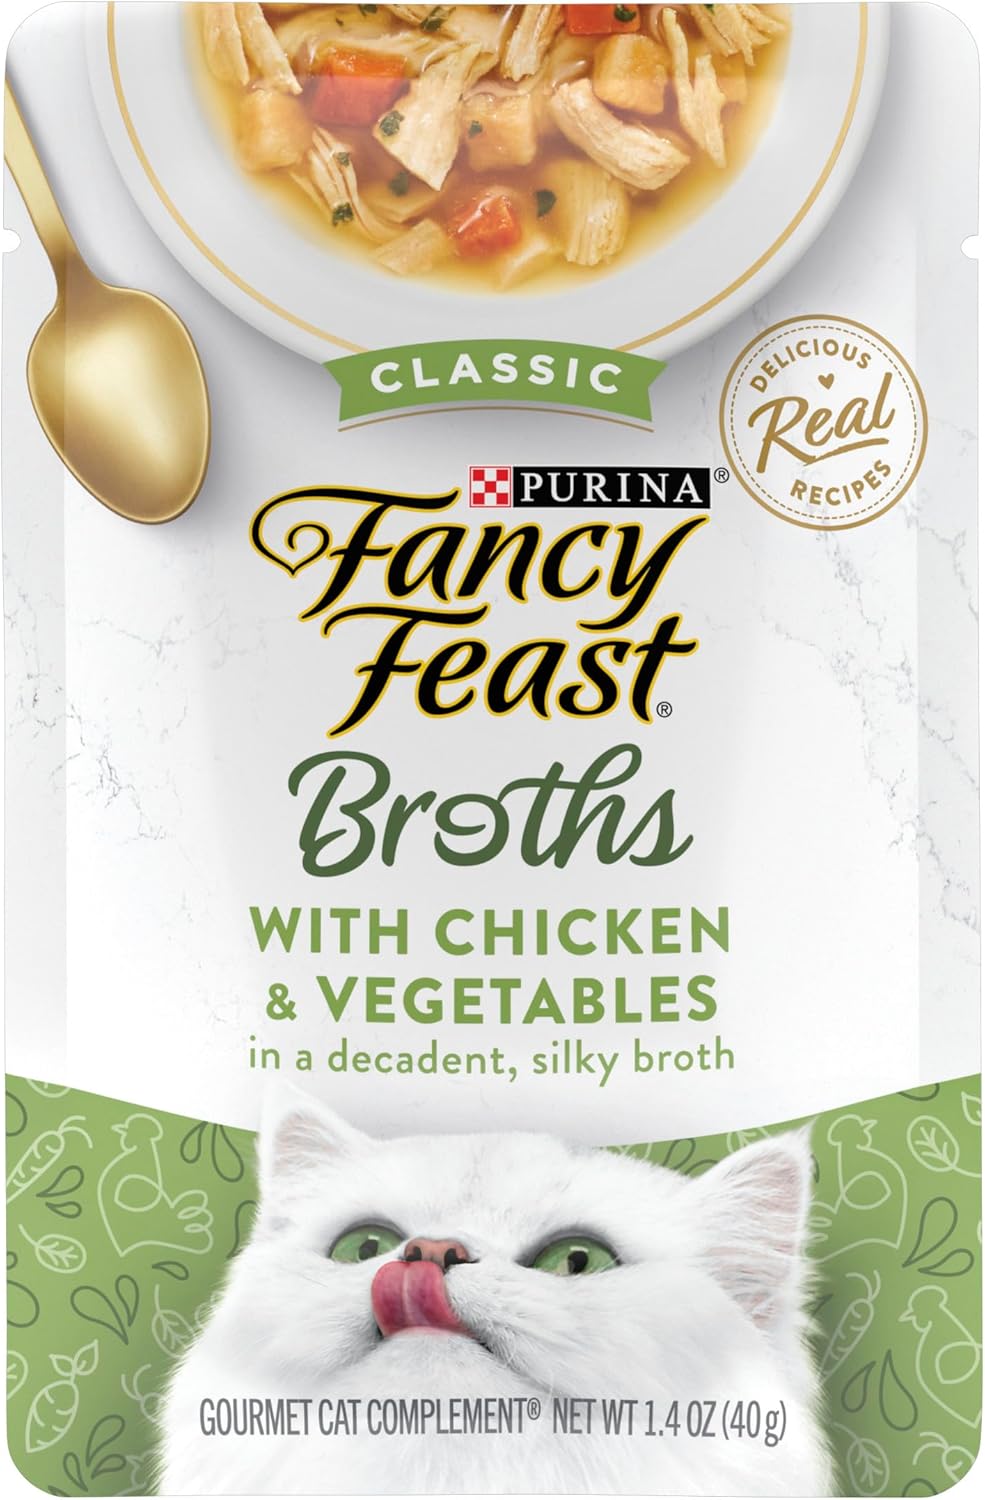 CLASSIC
DELICIOUS
Real
RECIPES
PURINA®
Fancy
Feast®
Broths
WITH CHICKEN
& VEGETABLES
in a decadent, silky broth
GOURMET CAT COMPLEMENT® NET WT 1.4 OZ (40 g)